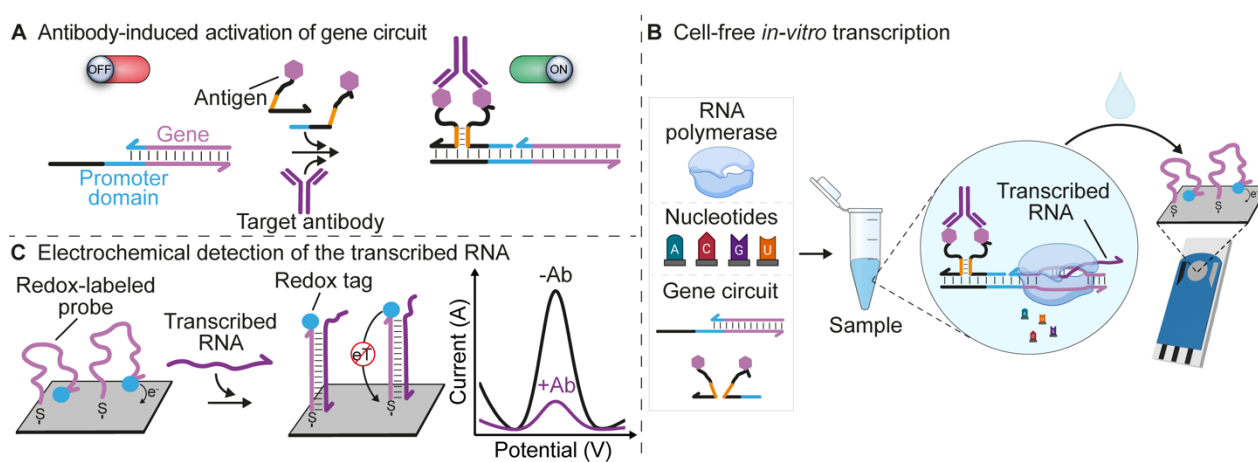 A Antibody-induced activation of gene circuit
OFF
Antigen
ON
Gene
Promoter
domain
Target antibody
B Cell-free in-vitro transcription
RNA
polymerase
Nucleotides
A C G U
Gene circuit
Sample
Transcribed
RNA
S
e-
C Electrochemical detection of the transcribed RNA
Redox-labeled
probe
Transcribed
RNA
S
e-
Redox tag
eT
S
Current (A)
-Ab
+Ab
Potential (V)